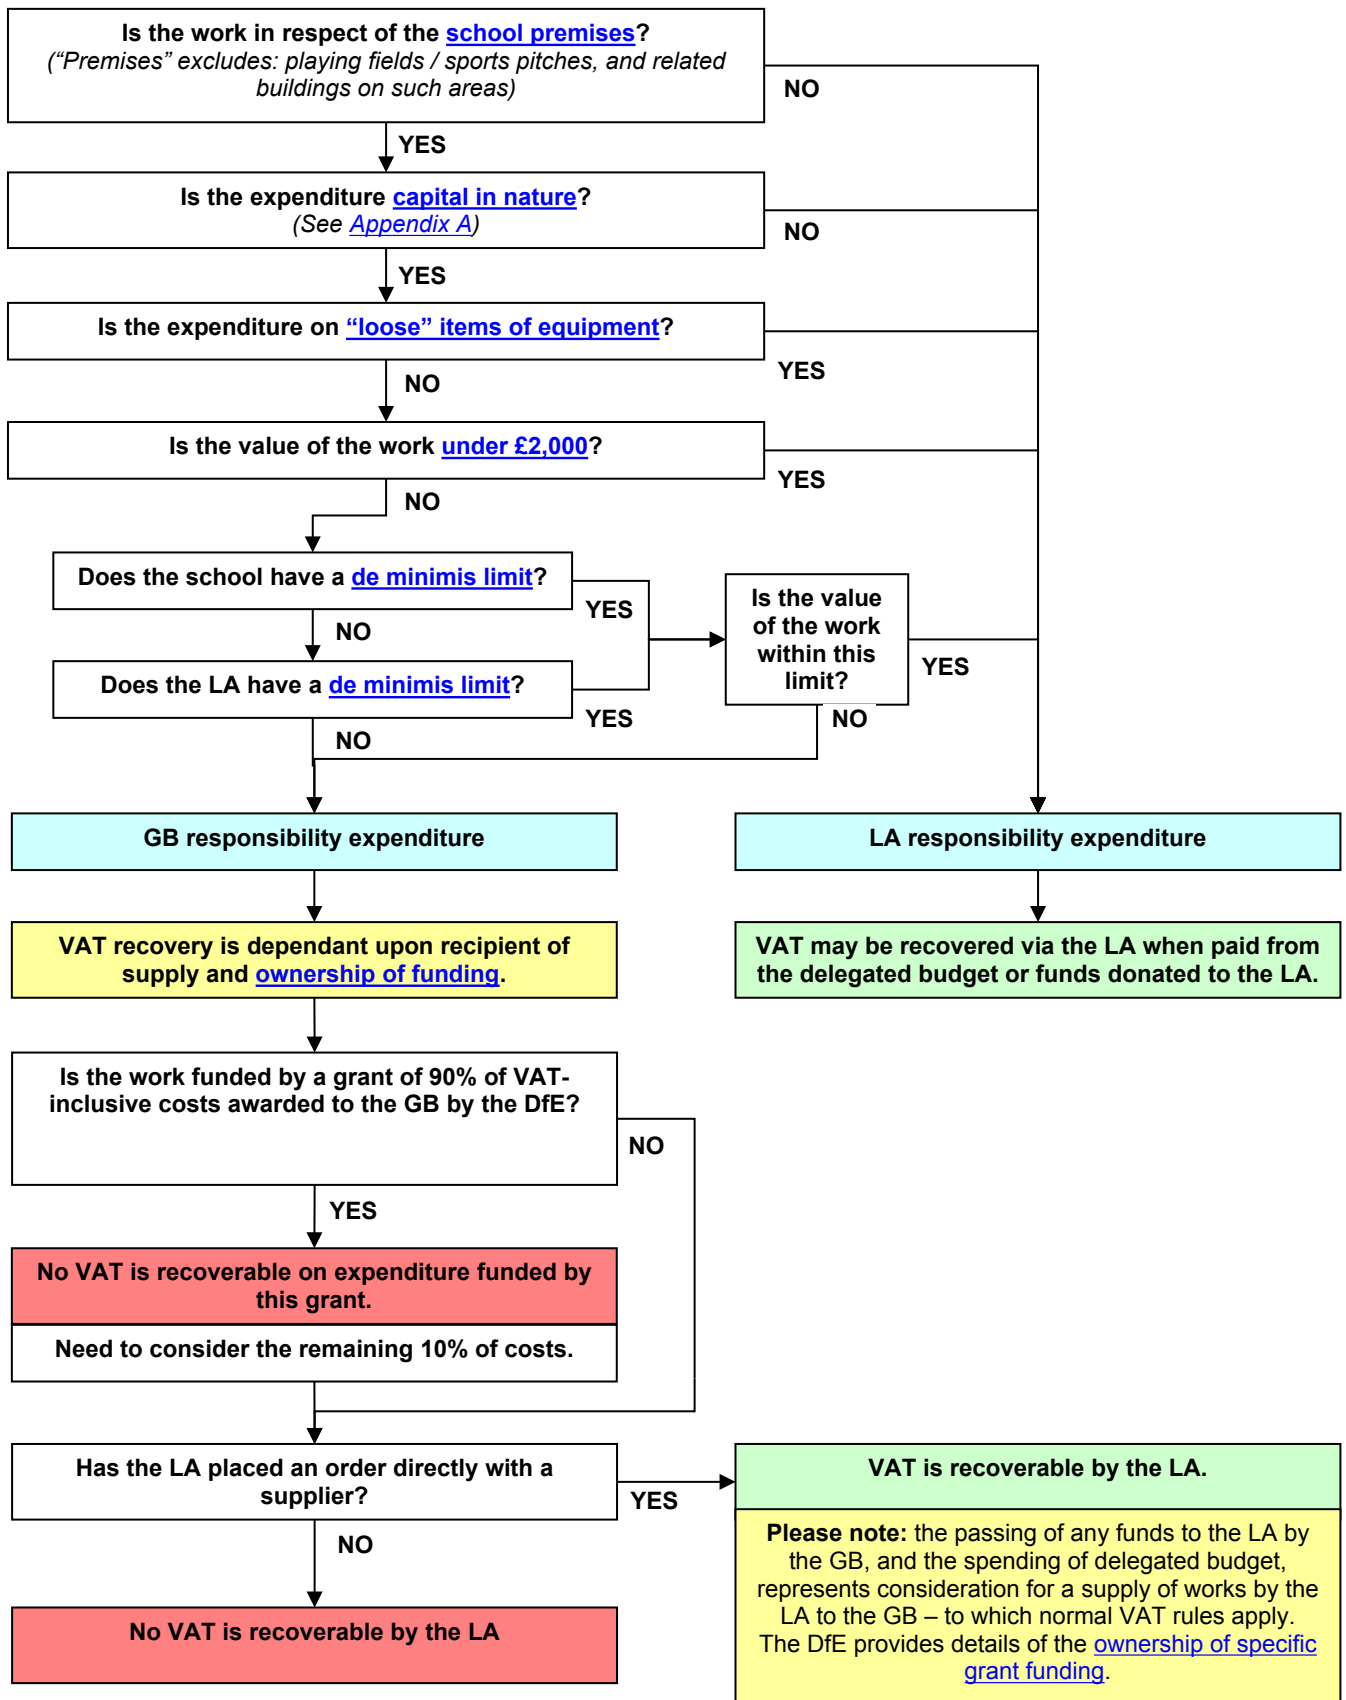 Is the work in respect of the school premises?
(“Premises” excludes: playing fields / sports pitches, and related
buildings on such areas)
NO
YES
Is the expenditure capital in nature?
(See Appendix A)
NO
YES
Is the expenditure on “loose” items of equipment?
YES
NO
Is the value of the work under £2,000?
YES
NO
Does the school have a de minimis limit?
YES
NO
Does the LA have a de minimis limit?
YES
NO
Is the value
of the work
within this
limit?
YES
NO
GB responsibility expenditure
LA responsibility expenditure
VAT recovery is dependant upon recipient of
supply and ownership of funding.
VAT may be recovered via the LA when paid from
the delegated budget or funds donated to the LA.
Is the work funded by a grant of 90% of VAT-
inclusive costs awarded to the GB by the DfE?
NO
YES
No VAT is recoverable on expenditure funded by
this grant.
Need to consider the remaining 10% of costs.
Has the LA placed an order directly with a
supplier?
YES
NO
VAT is recoverable by the LA.
Please note: the passing of any funds to the LA by
the GB, and the spending of delegated budget,
represents consideration for a supply of works by the
LA to the GB – to which normal VAT rules apply.
The DfE provides details of the ownership of specific
grant funding.
No VAT is recoverable by the LA